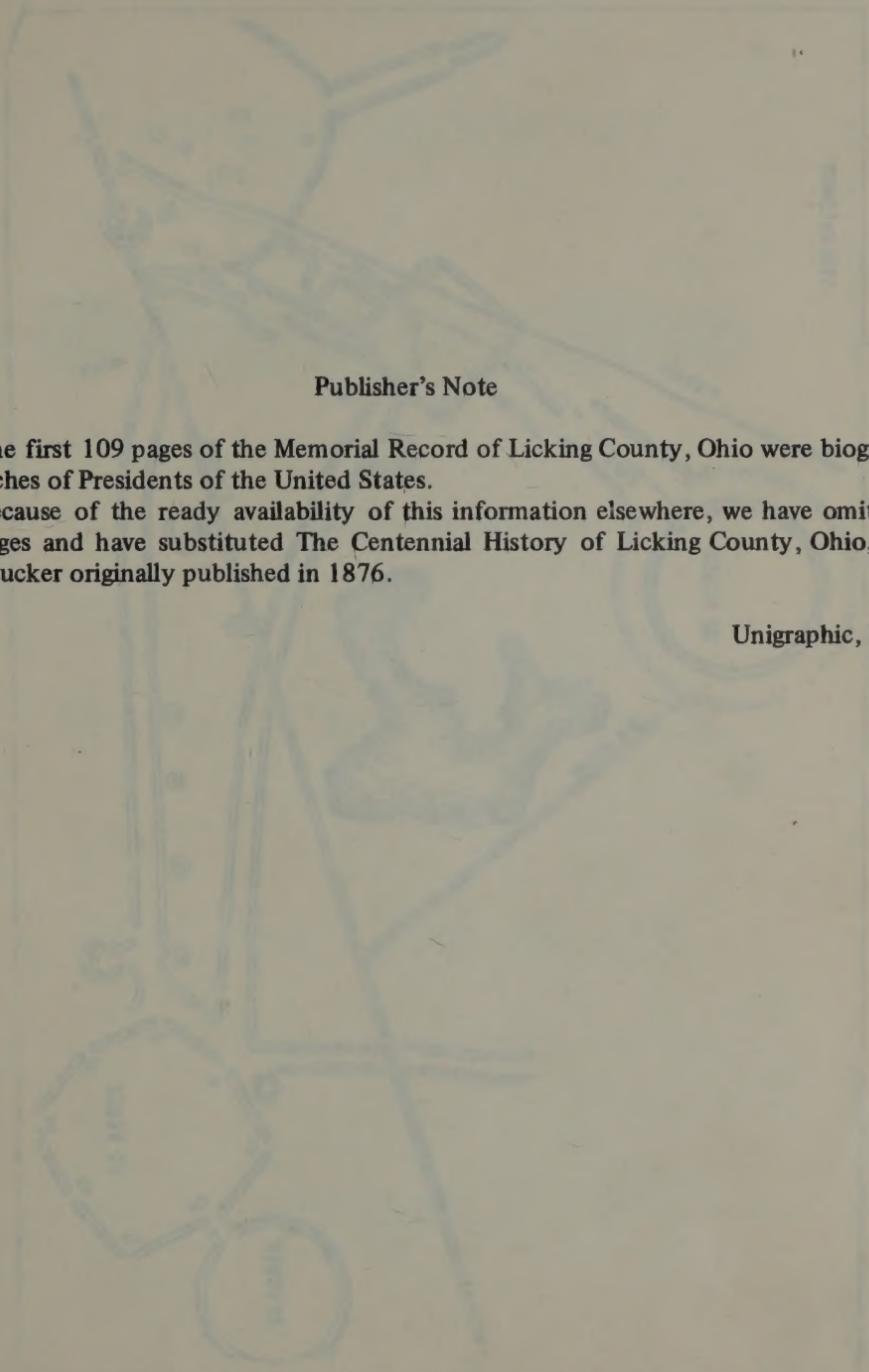 Publisher's Note
e first 109 pages of the Memorial Record of Licking County, Ohio were biog
ches of Presidents of the United States.
cause of the ready availability of this information elsewhere, we have omi
ges and have substituted The Centennial History of Licking County, Ohio,
ucker originally published in 1876.
Unigraphic,